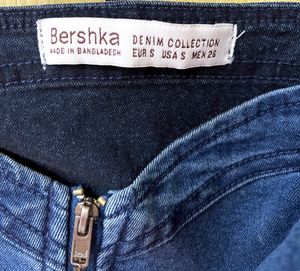 Bershka
MADE IN BANGLADESH
DENIM COLLECTION
EUR S USA S MEX 26